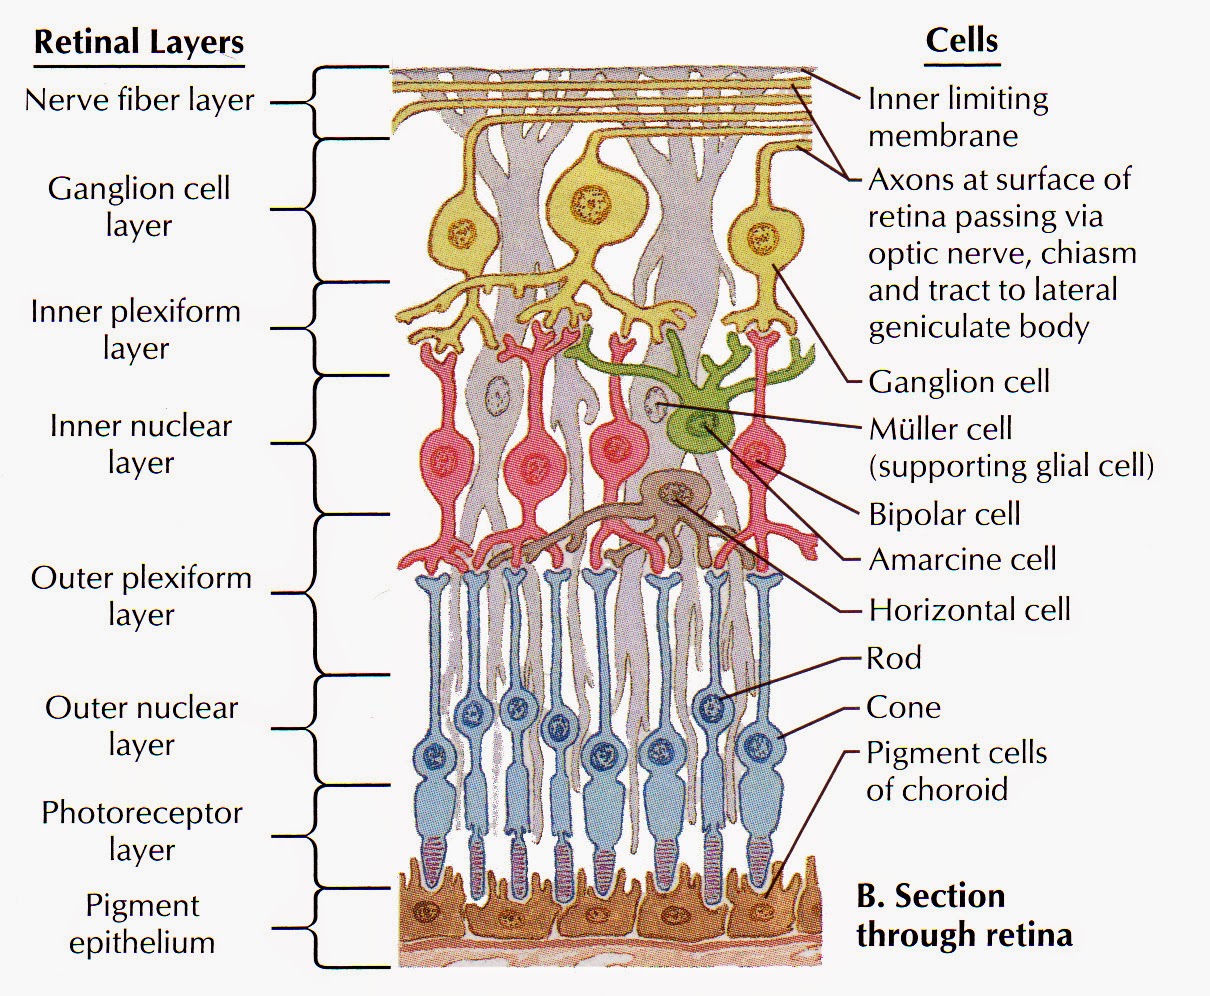 Retinal Layers
Nerve fiber layer
Ganglion cell
layer
Inner plexiform
layer
Inner nuclear
layer
Outer plexiform
layer
Outer nuclear
layer
Photoreceptor
layer
Pigment
epithelium
Cells
Inner limiting
membrane
Axons at surface of
retina passing via
optic nerve, chiasm
and tract to lateral
geniculate body
Ganglion cell
Müller cell
(supporting glial cell)
Bipolar cell
Amarcine cell
Horizontal cell
Rod
Cone
Pigment cells
of choroid
B. Section
through retina